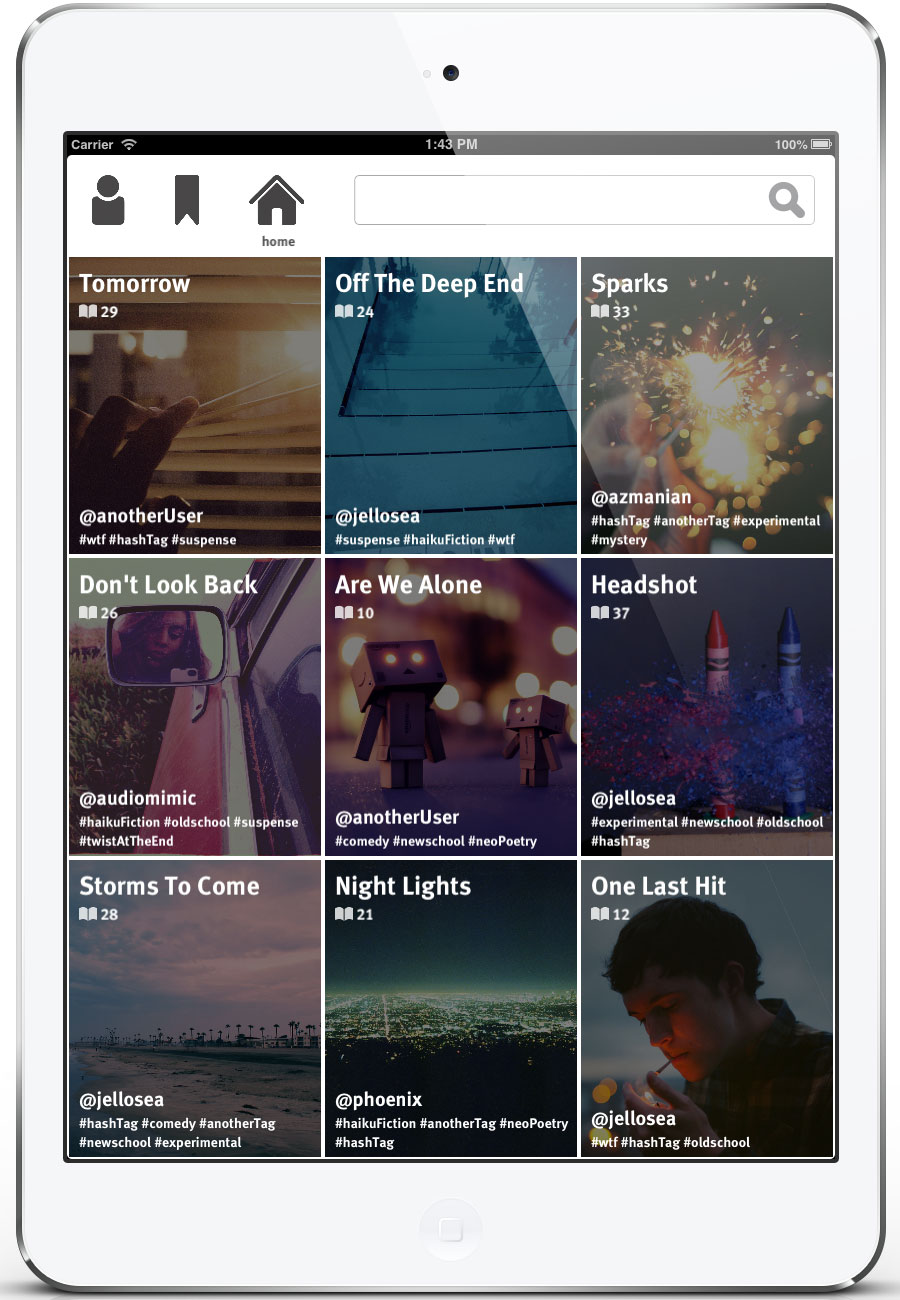 Carrier 1:43 PM 100%
home
Tomorrow
29
@anotherUser
#wtf #hashTag #suspense
Off The Deep End
24
@jellosea
#suspense #haikuFiction #wtf
Sparks
33
@azmanian
#hashTag #anotherTag #experimental
#mystery
Don't Look Back
26
@audiomimic
#haikuFiction #oldschool #suspense
#twistAtTheEnd
Are We Alone
10
@anotherUser
#comedy #newschool #neoPoetry
Headshot
37
@jellosea
#experimental #newschool #oldschool
#hashTag
Storms To Come
28
@jellosea
#hashTag #comedy #anotherTag
#newschool #experimental
Night Lights
21
@phoenix
#haikuFiction #anotherTag #neoPoetry
#hashTag
One Last Hit
12
@jellosea
#wtf #hashTag #oldschool